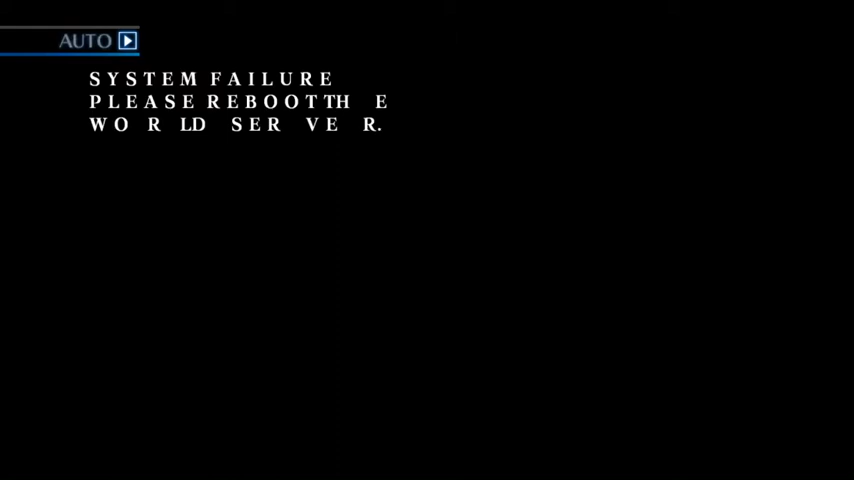 AUTO
SYSTEM FAILURE
PLEASE REBOOT THE
WORLD SERVER.